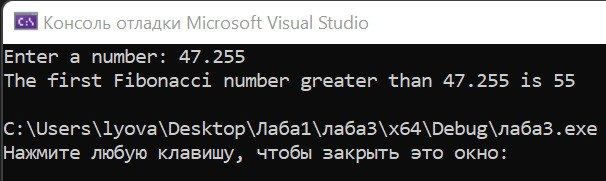 Консоль отладки Microsoft Visual Studio
Enter a number: 47.255
The first Fibonacci number greater than 47.255 is 55
C:\Users\lyova\Desktop\Лаба1\лаба3\x64\Debug\лаба3.exe
Нажмите любую клавишу, чтобы закрыть это окно: